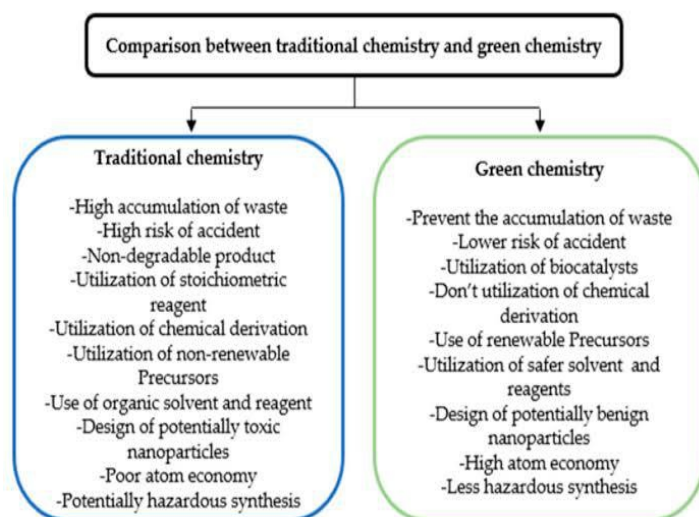 Comparison between traditional chemistry and green chemistry
Traditional chemistry
-High accumulation of waste
-High risk of accident
-Non-degradable product
-Utilization of stoichiometric
reagent
-Utilization of chemical derivation
-Utilization of non-renewable
Precursors
-Use of organic solvent and reagent
-Design of potentially toxic
nanoparticles
-Poor atom economy
-Potentially hazardous synthesis
Green chemistry
-Prevent the accumulation of waste
-Lower risk of accident
-Utilization of biocatalysts
-Don't utilization of chemical
derivation
-Use of renewable Precursors
-Utilization of safer solvent and
reagents
-Design of potentially benign
nanoparticles
-High atom economy
-Less hazardous synthesis